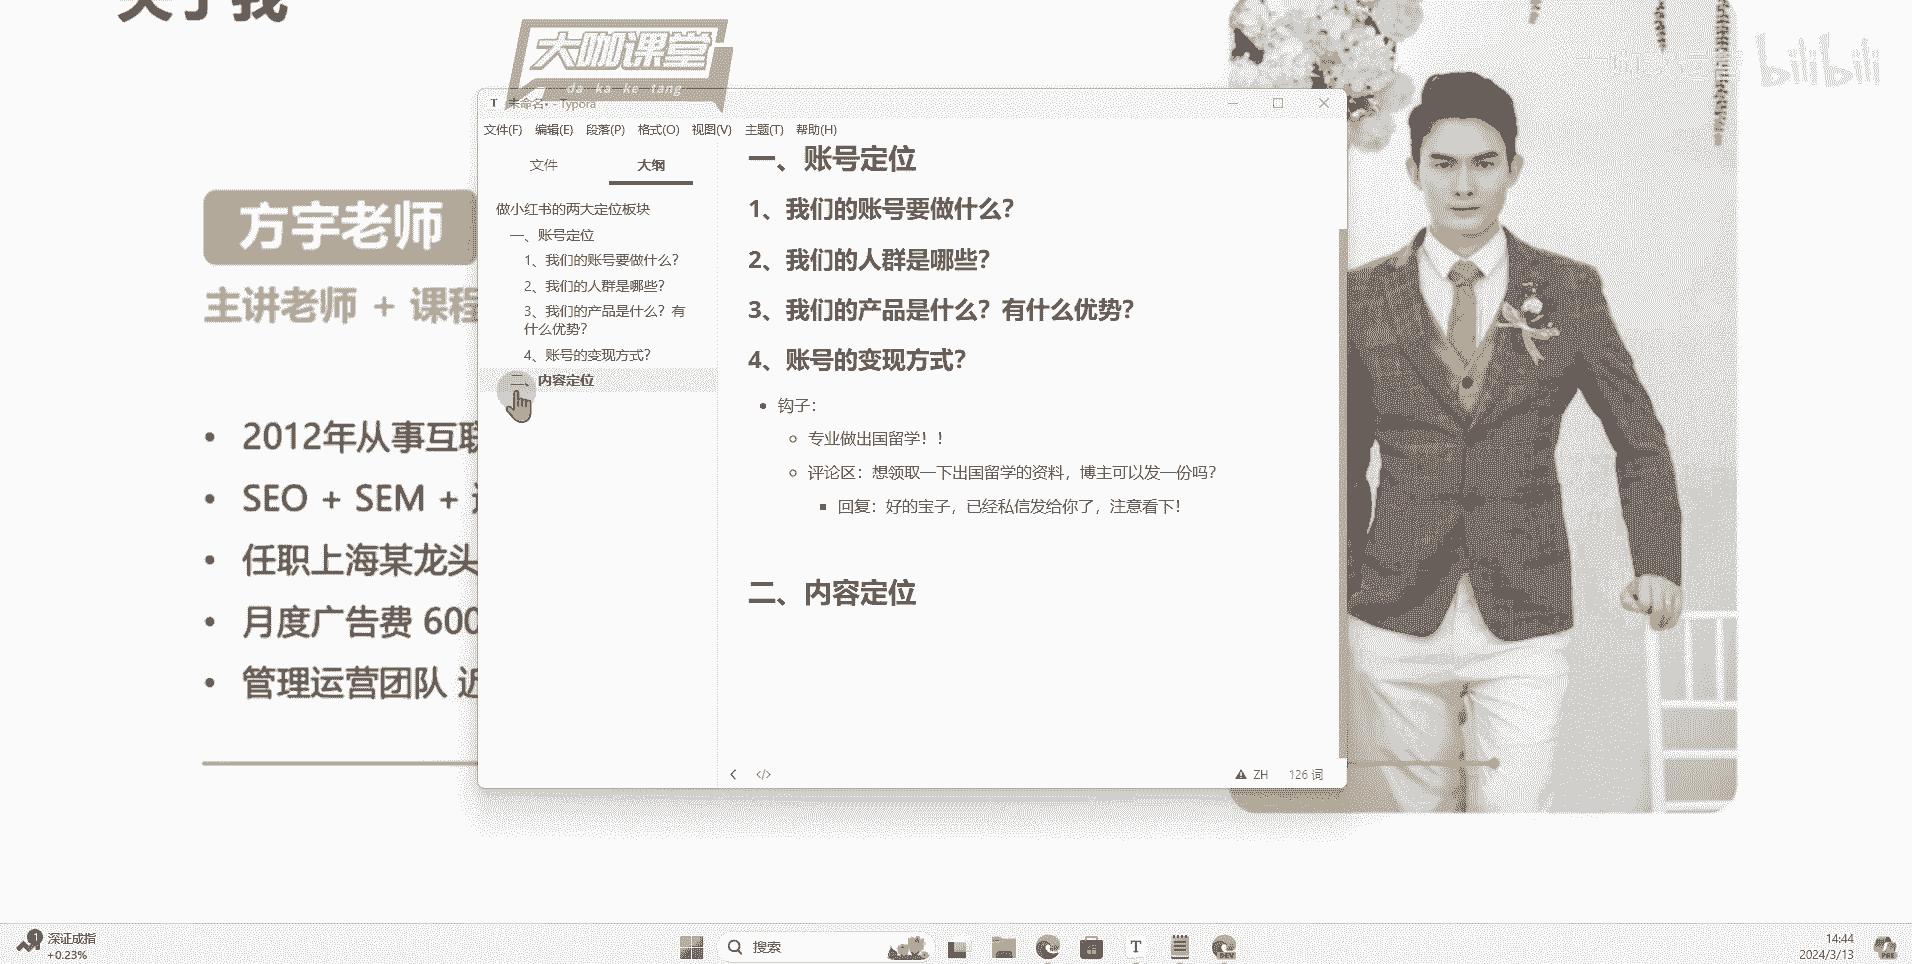 关于我
大咖课堂
da ka ke tang
bilibili
未命名• - Typora
文件(F) 编辑(E) 段落(P) 格式(O) 视图(V) 主题(T) 帮助(H)
文件 大纲
做小红书的两大定位板块
一、账号定位
1、我们的账号要做什么？
2、我们的人群是哪些？
3、我们的产品是什么？有
什么优势？
4、账号的变现方式？
二、内容定位
一、账号定位
1、我们的账号要做什么？
2、我们的人群是哪些？
3、我们的产品是什么？有什么优势？
4、账号的变现方式？
• 钩子：
专业做出国留学！！
评论区：想领取一下出国留学的资料，博主可以发一份吗？
回复：好的宝子，已经私信发给你了，注意看下！
二、内容定位
</> ZH 126 词
方宇老师
主讲老师 + 课程
• 2012年从事互联
• SEO + SEM +
• 任职上海某龙头
• 月度广告费 600
• 管理运营团队 近
1
深证成指
+0.23%
搜索
T
DEV
14:44
2024/3/13
PRE